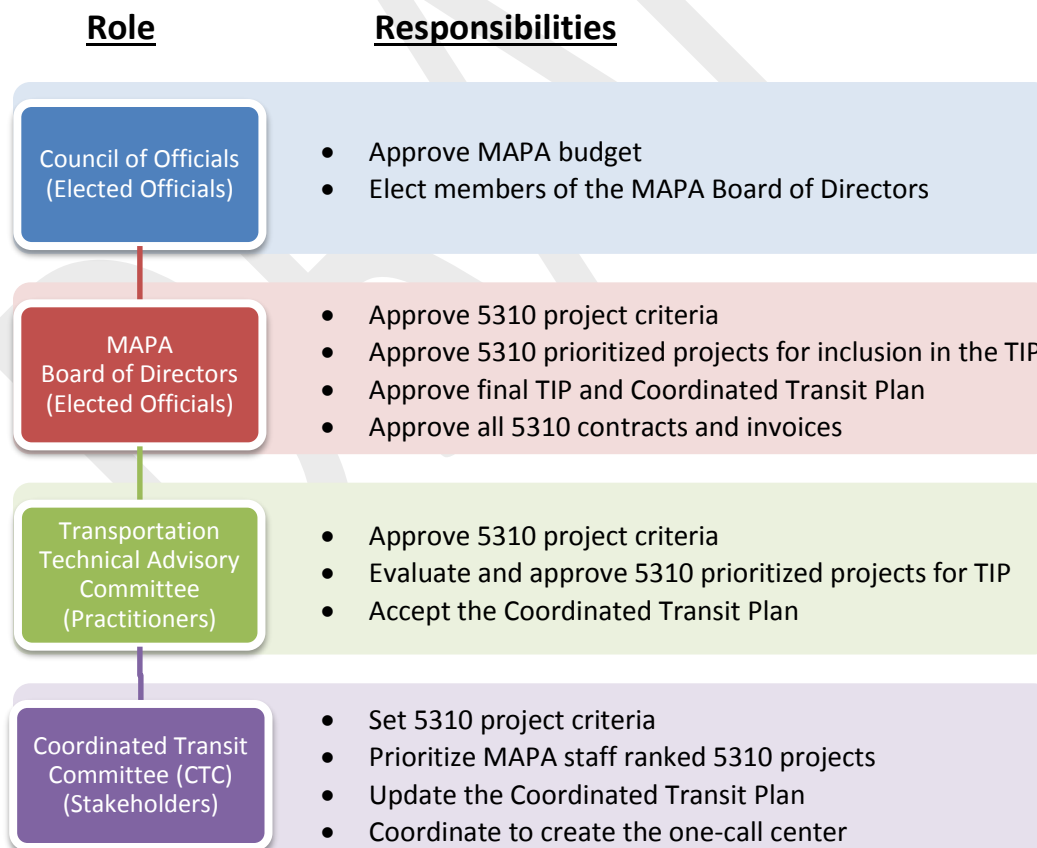 Role Responsibilities
Council of Officials
(Elected Officials)
• Approve MAPA budget
• Elect members of the MAPA Board of Directors
MAPA
Board of Directors
(Elected Officials)
• Approve 5310 project criteria
• Approve 5310 prioritized projects for inclusion in the TIP
• Approve final TIP and Coordinated Transit Plan
• Approve all 5310 contracts and invoices
Transportation
Technical Advisory
Committee
(Practitioners)
• Approve 5310 project criteria
• Evaluate and approve 5310 prioritized projects for TIP
• Accept the Coordinated Transit Plan
Coordinated Transit
Committee (CTC)
(Stakeholders)
• Set 5310 project criteria
• Prioritize MAPA staff ranked 5310 projects
• Update the Coordinated Transit Plan
• Coordinate to create the one-call center